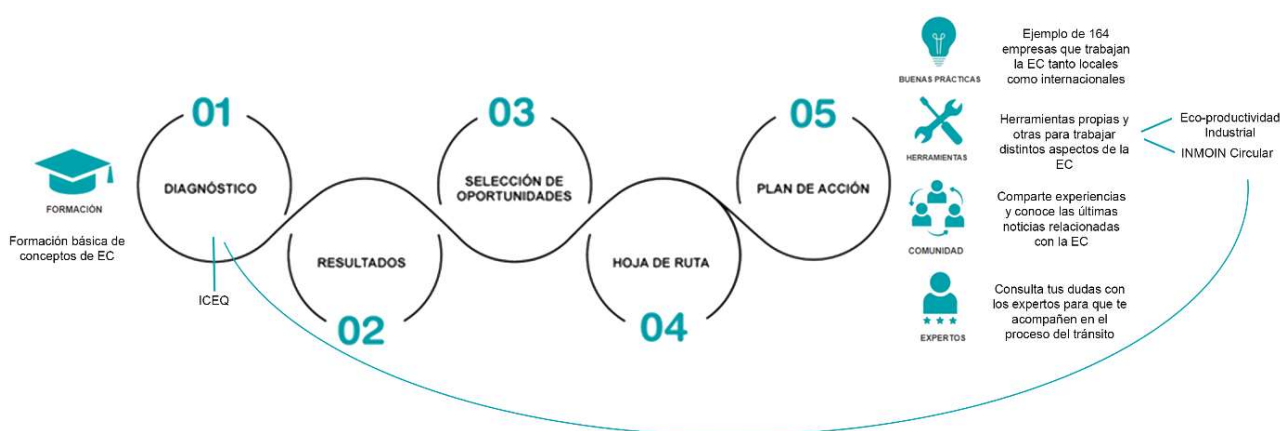 FORMACIÓN
Formación básica de
conceptos de EC
01
DIAGNÓSTICO
ICEQ
RESULTADOS
02
03
SELECCIÓN DE
OPORTUNIDADES
HOJA DE RUTA
04
05
PLAN DE ACCIÓN
BUENAS PRÁCTICAS
Ejemplo de 164
empresas que trabajan
la EC tanto locales
como internacionales
HERRAMIENTAS
Herramientas propias y
otras para trabajar
distintos aspectos de la
EC
Eco-productividad
Industrial
INMOIN Circular
COMUNIDAD
Comparte experiencias
y conoce las últimas
noticias relacionadas
con la EC
EXPERTOS
Consulta tus dudas con
los expertos para que te
acompañen en el
proceso del tránsito